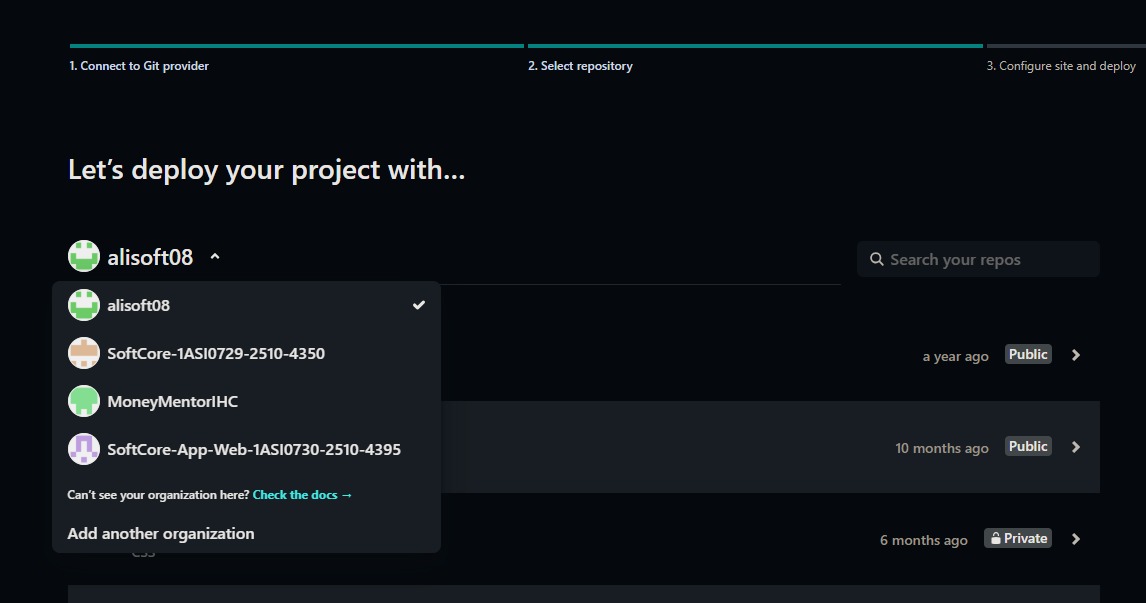 1. Connect to Git provider
2. Select repository
3. Configure site and deploy
Let's deploy your project with...
alisoft08
Search your repos
alisoft08
SoftCore-1ASI0729-2510-4350
a year ago Public
MoneyMentorIHC
SoftCore-App-Web-1ASI0730-2510-4395
10 months ago Public
Can't see your organization here? Check the docs →
Add another organization
6 months ago Private
CSS